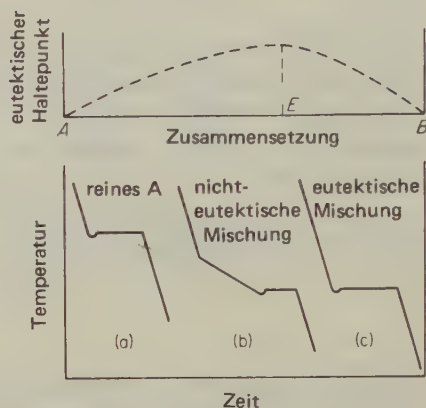 eutektischer
Haltepunkt
A
E
B
Zusammensetzung
Temperatur
reines A
nicht-
eutektische
Mischung
eutektische
Mischung
(a)
(b)
(c)
Zeit